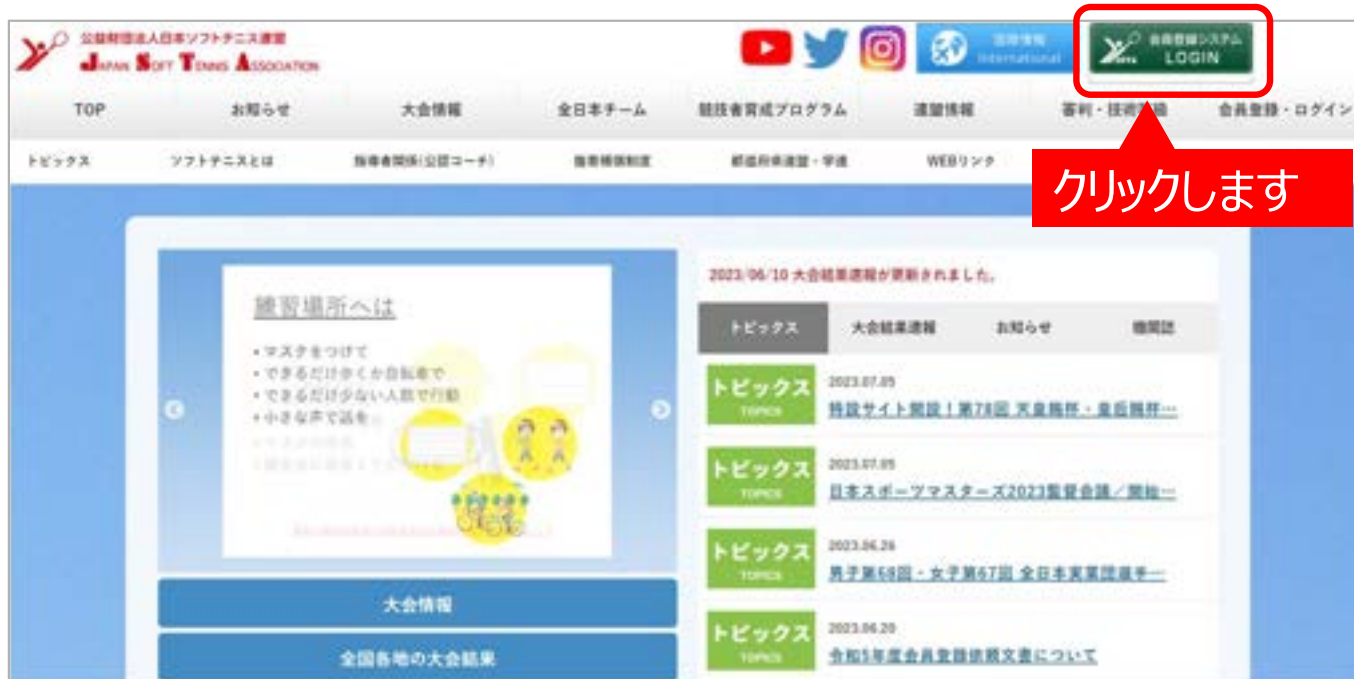 公益財団法人日本ソフトテニス連盟
JAPAN SOFT TENNIS ASSOCIATION
国際情報
International
会員登録システム
LOGIN
TOP
お知らせ
大会情報
全日本チーム
競技者育成プログラム
連盟情報
審判・技術等級
会員登録・ログイン
トピックス
ソフトテニスとは
指導者関係(公認コーチ)
都道府県連盟・学連
WEBリンク
クリックします
練習場所へは
・マスクをつけて
・できるだけ歩くか自転車で
・できるだけ少ない人数で行動
・小さな声で話を
2023/06/10 大会結果速報が更新されました。
トピックス
大会結果速報
お知らせ
機関誌
トピックス
TOPICS
2023.07.05
特設サイト開設!第78回 天皇賜杯・皇后賜杯…
トピックス
TOPICS
2023.07.05
日本スポーツマスターズ2023監督会議/開始…
トピックス
TOPICS
2023.06.26
男子第68回・女子第67回 全日本実業団選手…
トピックス
TOPICS
2023.06.20
令和5年度会員登録依頼文書について
大会情報
全国各地の大会結果